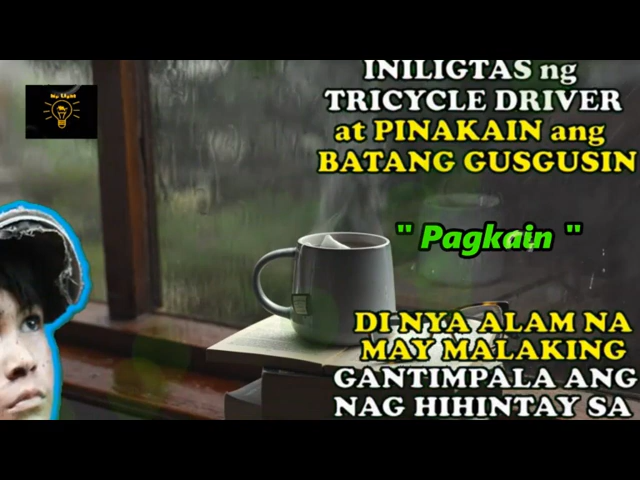 INILIGTAS ng
TRICYCLE DRIVER
at PINAKAIN ang
BATANG GUSGUSIN
" Pagkain "
DI NYA ALAM NA
MAY MALAKING
GANTIMPALA ANG
NAG HIHINTAY SA